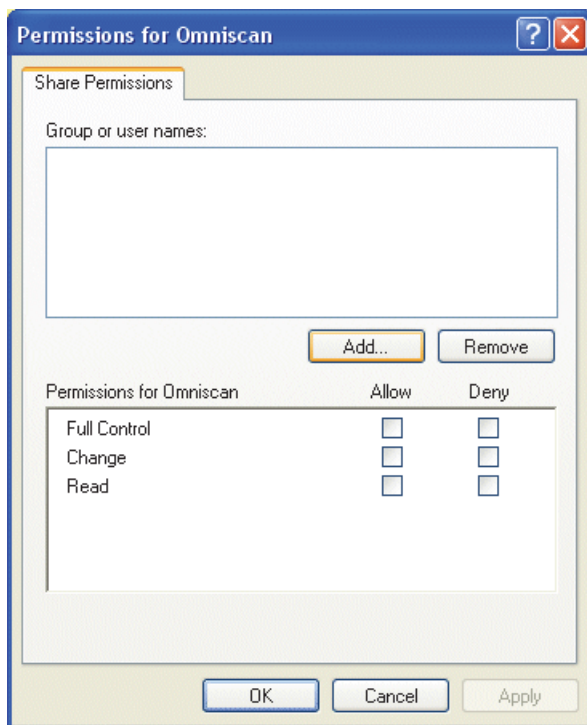 Permissions for Omniscan
Share Permissions
Group or user names:
Add... Remove
Permissions for Omniscan Allow Deny
Full Control
Change
Read
OK Cancel Apply